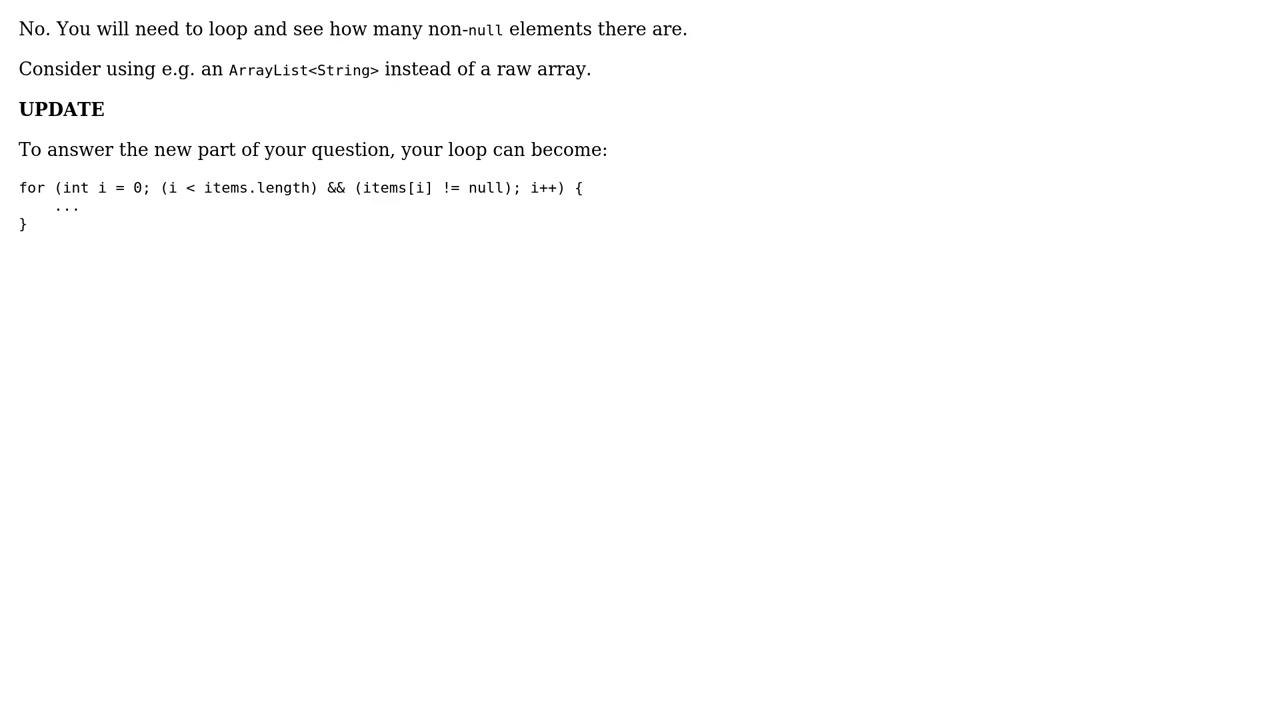 No. You will need to loop and see how many non-null elements there are.
Consider using e.g. an ArrayList<String> instead of a raw array.
UPDATE
To answer the new part of your question, your loop can become:
for (int i = 0; (i < items.length) && (items[i] != null); i++) {
    ...
}